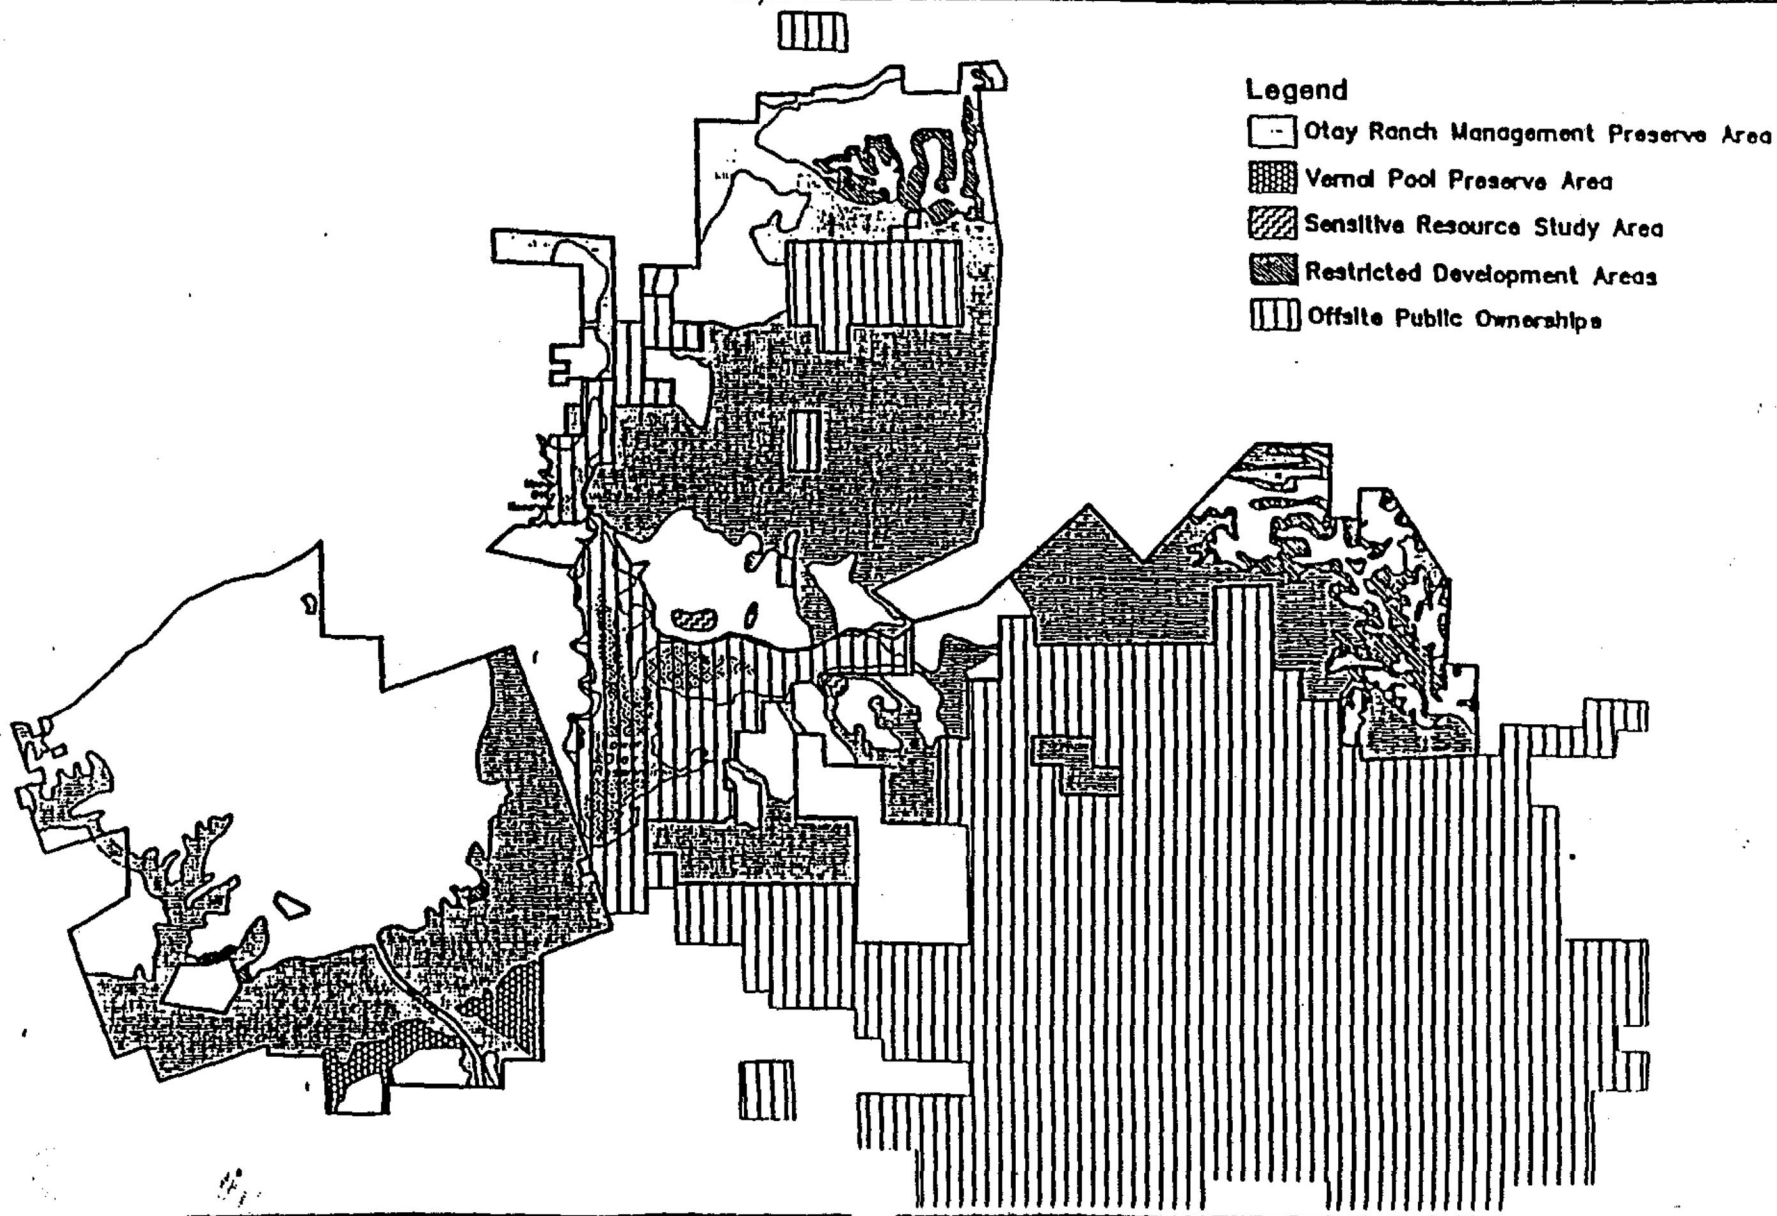 Legend
Otay Ranch Management Preserve Area
Vernal Pool Preserve Area
Sensitive Resource Study Area
Restricted Development Areas
Offsite Public Ownerships